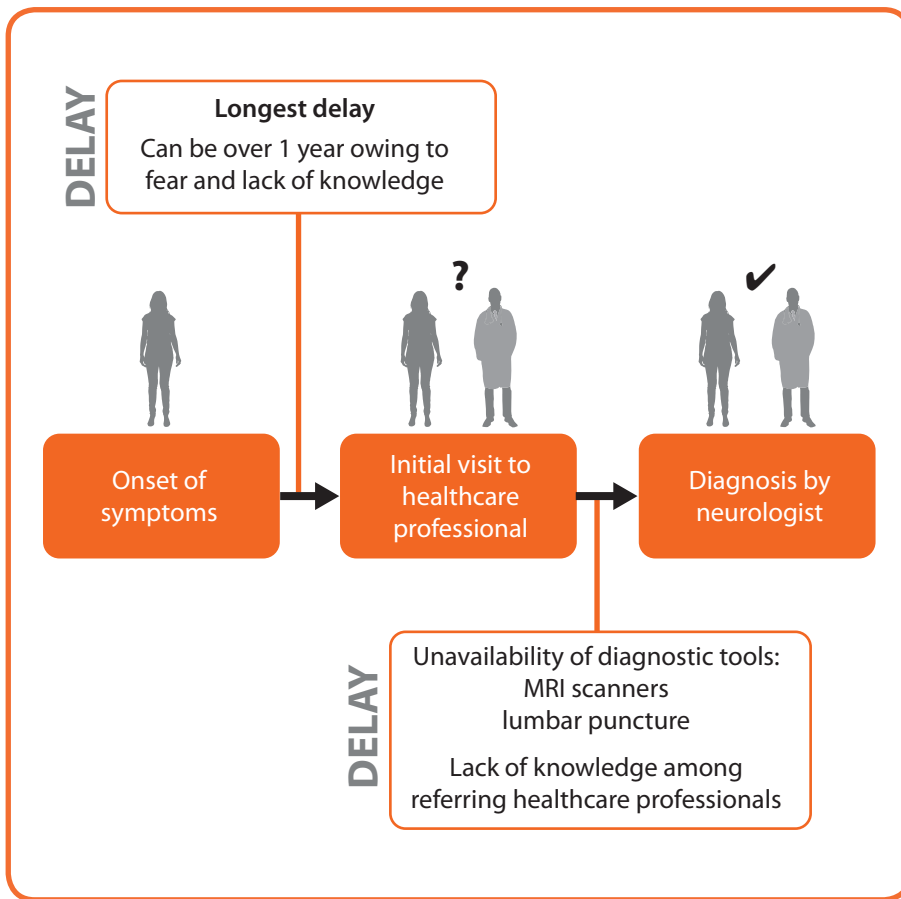 DELAY
Longest delay
Can be over 1 year owing to
fear and lack of knowledge
?
Onset of
symptoms
Initial visit to
healthcare
professional
Diagnosis by
neurologist
DELAY
Unavailability of diagnostic tools:
MRI scanners
lumbar puncture
Lack of knowledge among
referring healthcare professionals